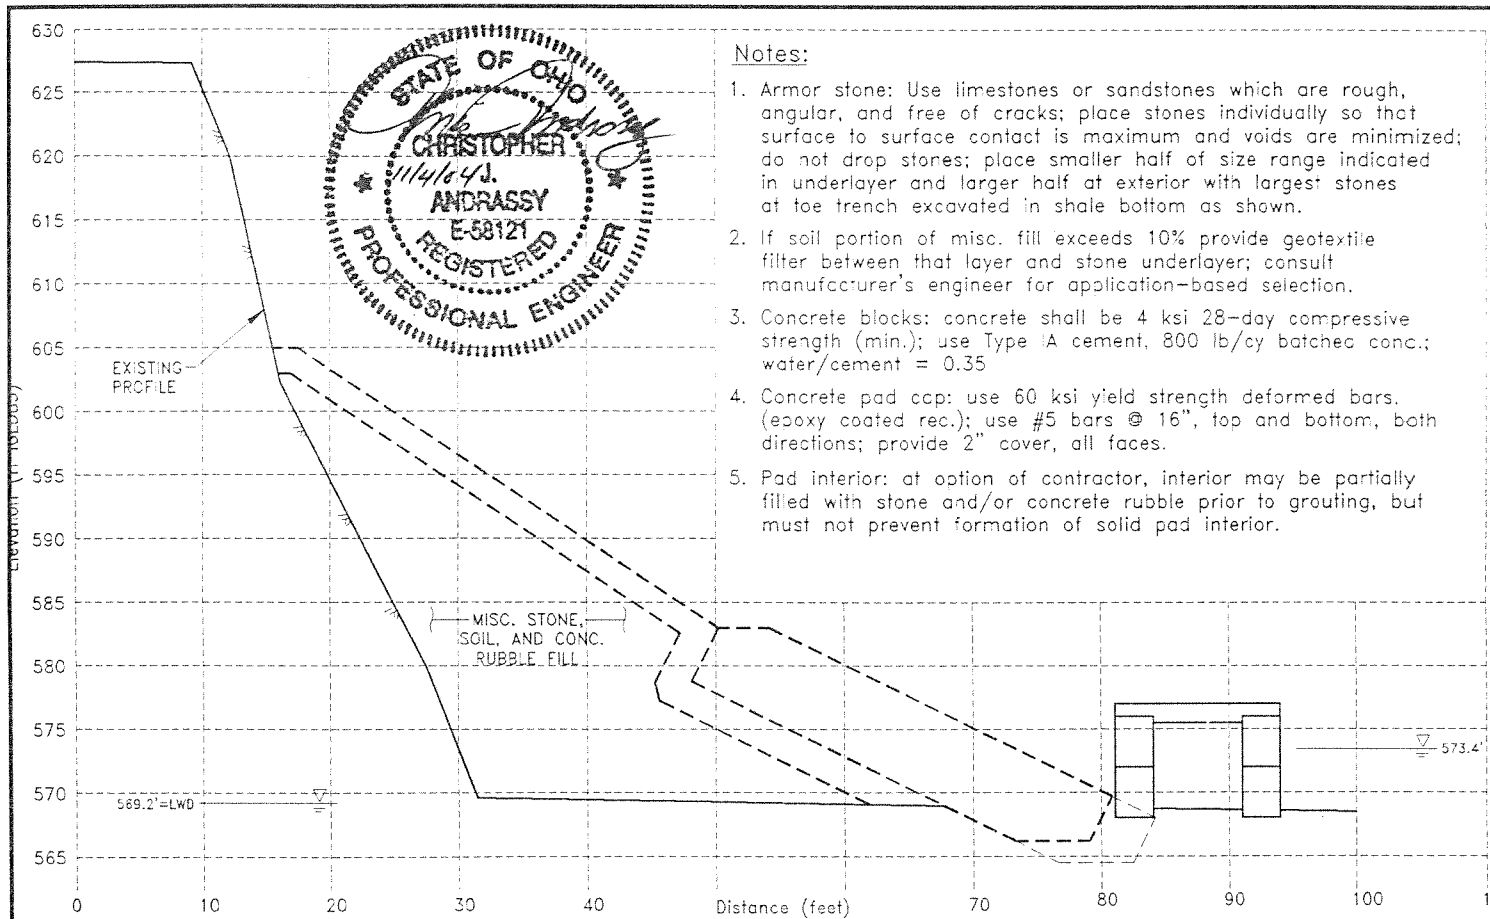 630
625
620
615
610
605
600
595
590
585
580
575
570
565
0
10
20
30
40
Distance (feet)
70
80
90
100
1
STATE OF OHIO
CHRISTOPHER
11/4/04 J.
ANDRASSY
E-58121
REGISTERED
PROFESSIONAL ENGINEER
EXISTING
PROFILE
MISC. STONE,
SOIL, AND CONC.
RUBBLE FILL
569.2'=LWD
573.4'
Notes:
1. Armor stone: Use limestones or sandstones which are rough,
angular, and free of cracks; place stones individually so that
surface to surface contact is maximum and voids are minimized;
do not drop stones; place smaller half of size range indicated
in underlayer and larger half at exterior with largest stones
at toe trench excavated in shale bottom as shown.
2. If soil portion of misc. fill exceeds 10% provide geotextile
filter between that layer and stone underlayer; consult
manufacturer's engineer for application-based selection.
3. Concrete blocks: concrete shall be 4 ksi 28-day compressive
strength (min.); use Type IA cement, 800 lb/cy batched conc.;
water/cement = 0.35
4. Concrete pad cap: use 60 ksi yield strength deformed bars,
(epoxy coated rec.); use #5 bars @ 16", top and bottom, both
directions; provide 2" cover, all faces.
5. Pad interior: at option of contractor, interior may be partially
filled with stone and/or concrete rubble prior to grouting, but
must not prevent formation of solid pad interior.